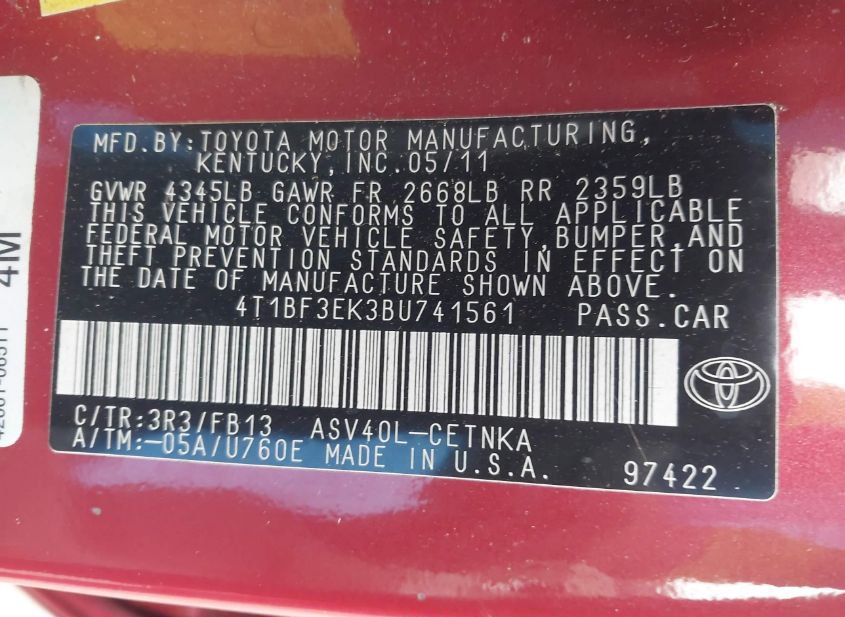 MFD.BY:TOYOTA MOTOR MANUFACTURING,
KENTUCKY,INC.05/11
GVWR 4345LB GAWR FR 2668LB RR 2359LB
THIS VEHICLE CONFORMS TO ALL APPLICABLE
FEDERAL MOTOR VEHICLE SAFETY,BUMPER,AND
THEFT PREVENTION STANDARDS IN EFFECT ON
THE DATE OF MANUFACTURE SHOWN ABOVE.
4T1BF3EK3BU741561 PASS.CAR
C/TR:3R3/FB13 ASV40L-CETNKA
A/TM:-05A/U760E MADE IN U.S.A.
97422
4M